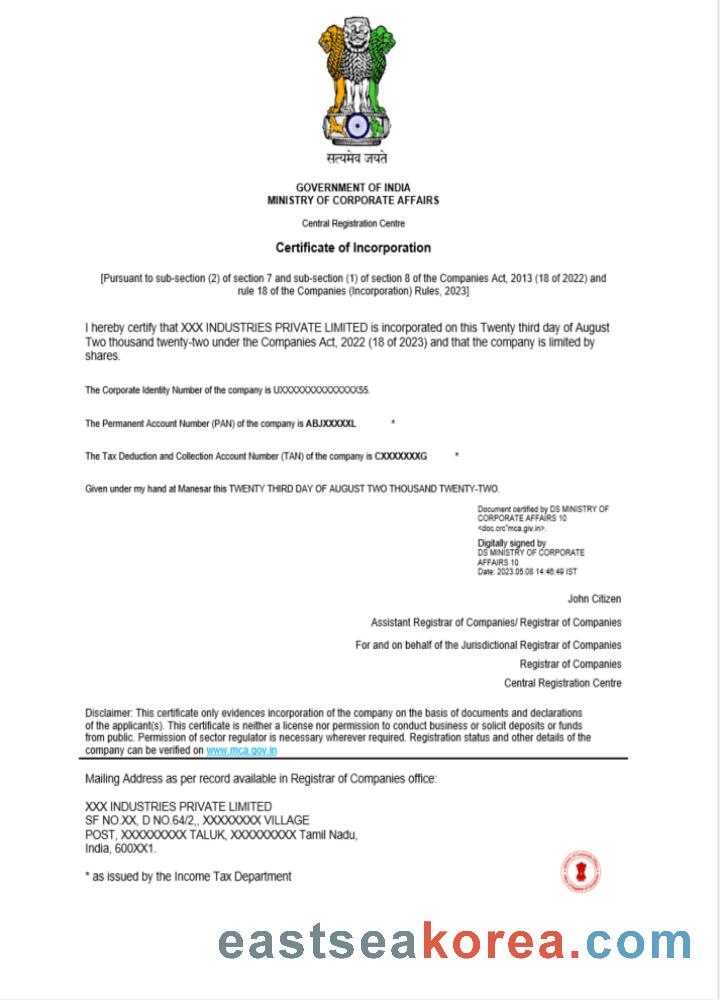 सत्यमेव जयते
GOVERNMENT OF INDIA
MINISTRY OF CORPORATE AFFAIRS
Central Registration Centre
Certificate of Incorporation
[Pursuant to sub-section (2) of section 7 and sub-section (1) of section 8 of the Companies Act, 2013 (18 of 2022) and
rule 18 of the Companies (Incorporation) Rules, 2023]
I hereby certify that XXX INDUSTRIES PRIVATE LIMITED is incorporated on this Twenty third day of August
Two thousand twenty-two under the Companies Act, 2022 (18 of 2023) and that the company is limited by
shares.
The Corporate Identity Number of the company is UXXXXXXXXXXXXXX55.
The Permanent Account Number (PAN) of the company is ABJXXXXXL *
The Tax Deduction and Collection Account Number (TAN) of the company is CXXXXXXXG *
Given under my hand at Manesar this TWENTY THIRD DAY OF AUGUST TWO THOUSAND TWENTY-TWO.
Document certified by DS MINISTRY OF
CORPORATE AFFAIRS 10
<doc.crc"mca.giv.in>.
Digitally signed by
DS MINISTRY OF CORPORATE
AFFAIRS 10
Date: 2023.05.08 14:46:49 IST
John Citizen
Assistant Registrar of Companies/ Registrar of Companies
For and on behalf of the Jurisdictional Registrar of Companies
Registrar of Companies
Central Registration Centre
Disclaimer: This certificate only evidences incorporation of the company on the basis of documents and declarations
of the applicant(s). This certificate is neither a license nor permission to conduct business or solicit deposits or funds
from public. Permission of sector regulator is necessary wherever required. Registration status and other details of the
company can be verified on www.mca.gov.in
Mailing Address as per record available in Registrar of Companies office:
XXX INDUSTRIES PRIVATE LIMITED
SF NO.XX, D NO.64/2,, XXXXXXXX VILLAGE
POST, XXXXXXXXX TALUK, XXXXXXXXX Tamil Nadu,
India, 600XX1.
* as issued by the Income Tax Department
eastseakorea.com